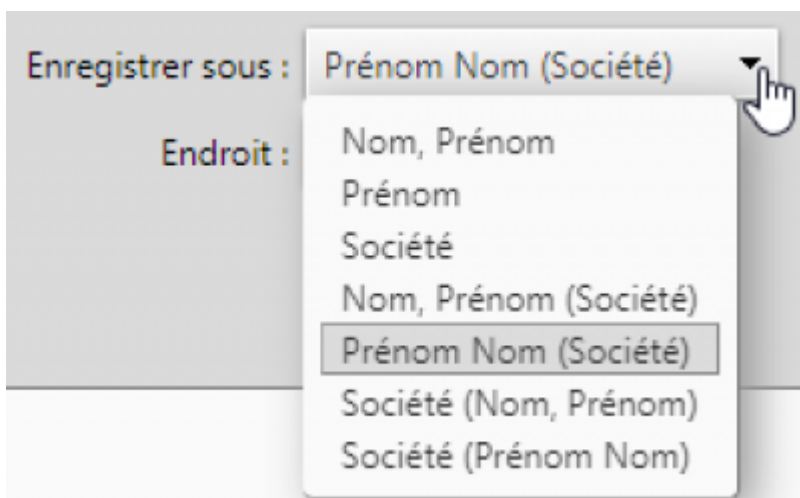 Enregistrer sous : Prénom Nom (Société)
Endroit :
Nom, Prénom
Prénom
Société
Nom, Prénom (Société)
Prénom Nom (Société)
Société (Nom, Prénom)
Société (Prénom Nom)